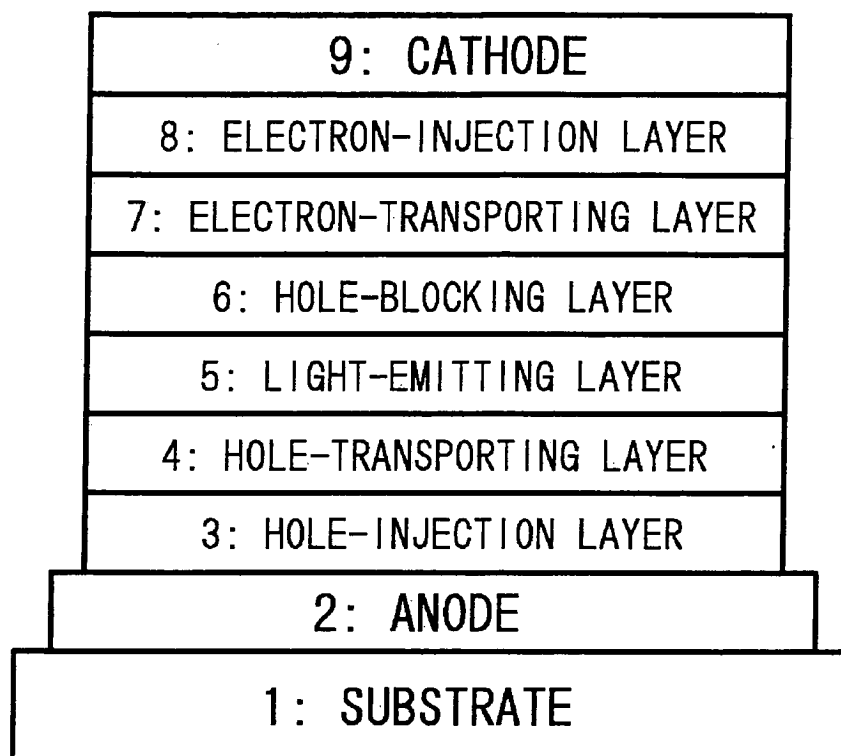 9: CATHODE
8: ELECTRON-INJECTION LAYER
7: ELECTRON-TRANSPORTING LAYER
6: HOLE-BLOCKING LAYER
5: LIGHT-EMITTING LAYER
4: HOLE-TRANSPORTING LAYER
3: HOLE-INJECTION LAYER
2: ANODE
1: SUBSTRATE